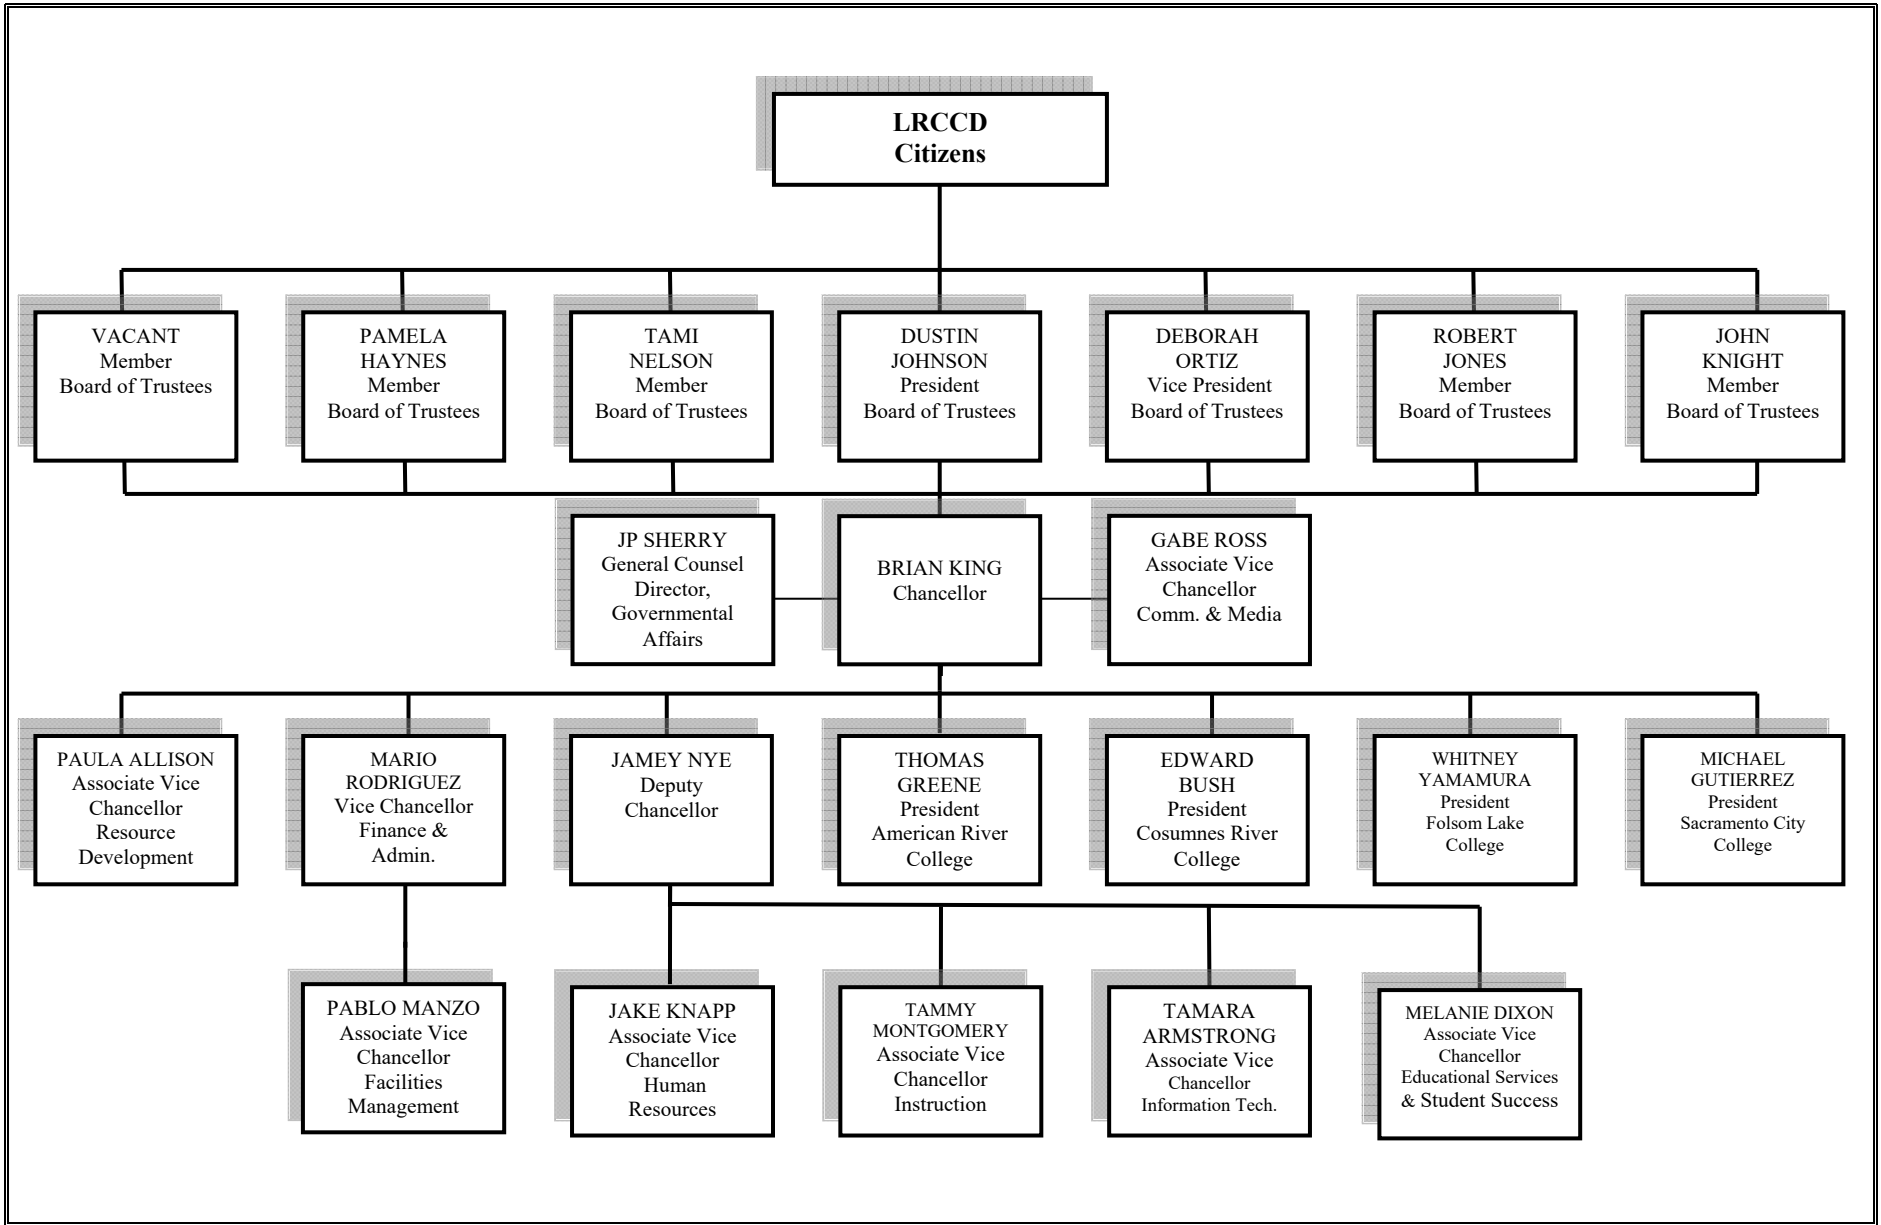 LRCCD
Citizens
VACANT
Member
Board of Trustees
PAMELA
HAYNES
Member
Board of Trustees
TAMI
NELSON
Member
Board of Trustees
DUSTIN
JOHNSON
President
Board of Trustees
DEBORAH
ORTIZ
Vice President
Board of Trustees
ROBERT
JONES
Member
Board of Trustees
JOHN
KNIGHT
Member
Board of Trustees
JP SHERRY
General Counsel
Director,
Governmental
Affairs
BRIAN KING
Chancellor
GABE ROSS
Associate Vice
Chancellor
Comm. & Media
PAULA ALLISON
Associate Vice
Chancellor
Resource
Development
MARIO
RODRIGUEZ
Vice Chancellor
Finance &
Admin.
JAMEY NYE
Deputy
Chancellor
THOMAS
GREENE
President
American River
College
EDWARD
BUSH
President
Cosumnes River
College
WHITNEY
YAMAMURA
President
Folsom Lake
College
MICHAEL
GUTIERREZ
President
Sacramento City
College
PABLO MANZO
Associate Vice
Chancellor
Facilities
Management
JAKE KNAPP
Associate Vice
Chancellor
Human
Resources
TAMMY
MONTGOMERY
Associate Vice
Chancellor
Instruction
TAMARA
ARMSTRONG
Associate Vice
Chancellor
Information Tech.
MELANIE DIXON
Associate Vice
Chancellor
Educational Services
& Student Success